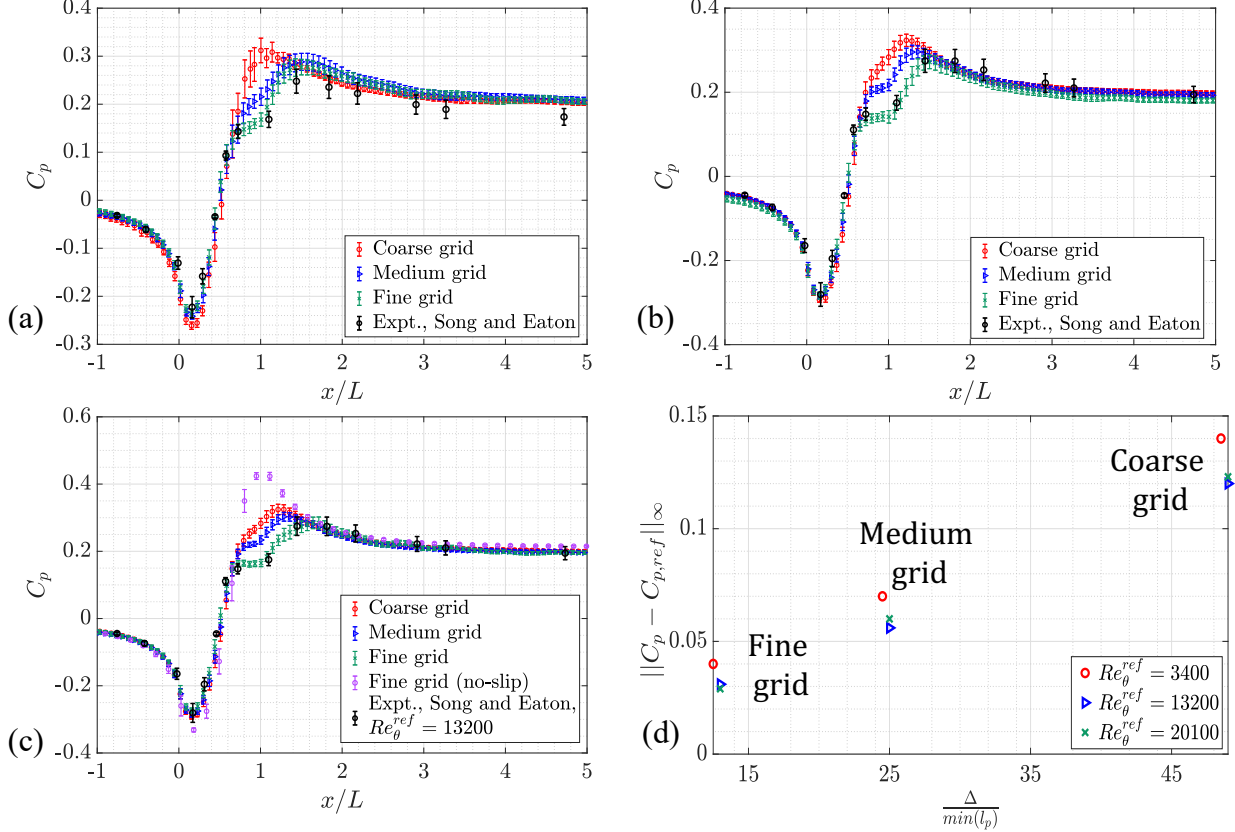 (a)
0.4
0.3
0.2
0.1
0
-0.1
-0.2
-0.3
C_p
-1 0 1 2 3 4 5
x/L
Coarse grid
Medium grid
Fine grid
Expt., Song and Eaton
(b)
0.4
0.2
0
-0.2
-0.4
C_p
-1 0 1 2 3 4 5
x/L
Coarse grid
Medium grid
Fine grid
Expt., Song and Eaton
(c)
0.6
0.4
0.2
0
-0.2
-0.4
C_p
-1 0 1 2 3 4 5
x/L
Coarse grid
Medium grid
Fine grid
Fine grid (no-slip)
Expt., Song and Eaton,
Re_θ^{ref} = 13200
(d)
0.15
0.1
0.05
0
||C_p − C_{p,ref}||_∞
15 25 35 45
Δ
min(l_p)
Coarse
grid
Medium
grid
Fine
grid
Re_θ^{ref} = 3400
Re_θ^{ref} = 13200
Re_θ^{ref} = 20100